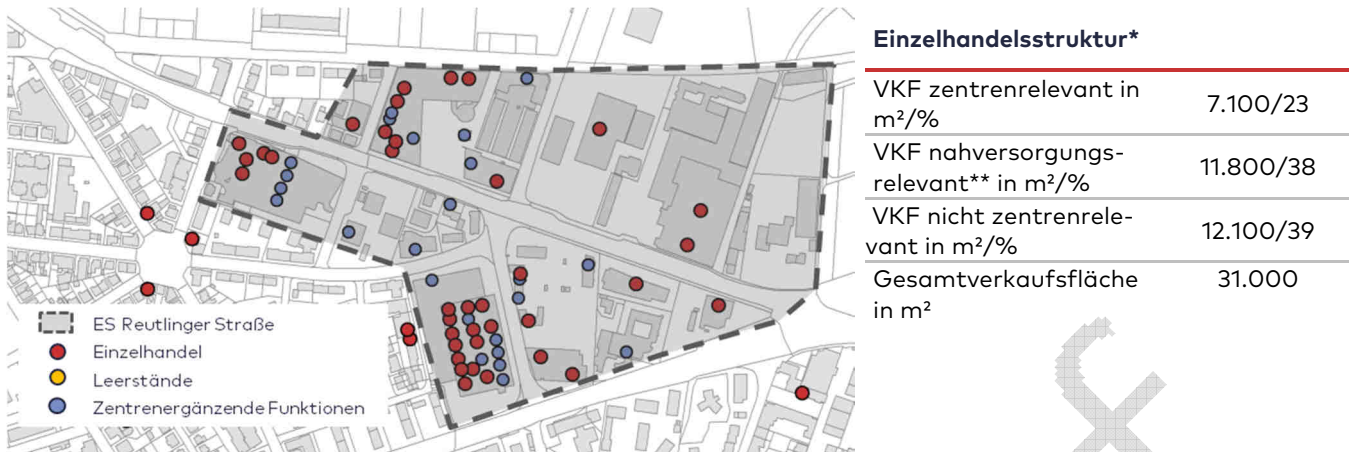 Einzelhandelsstruktur*
VKF zentrenrelevant in
m²/%
7.100/23
VKF nahversorgungs-
relevant** in m²/%
11.800/38
VKF nicht zentrenrele-
vant in m²/%
12.100/39
Gesamtverkaufsfläche
in m²
31.000
ES Reutlinger Straße
Einzelhandel
Leerstände
Zentrenergänzende Funktionen